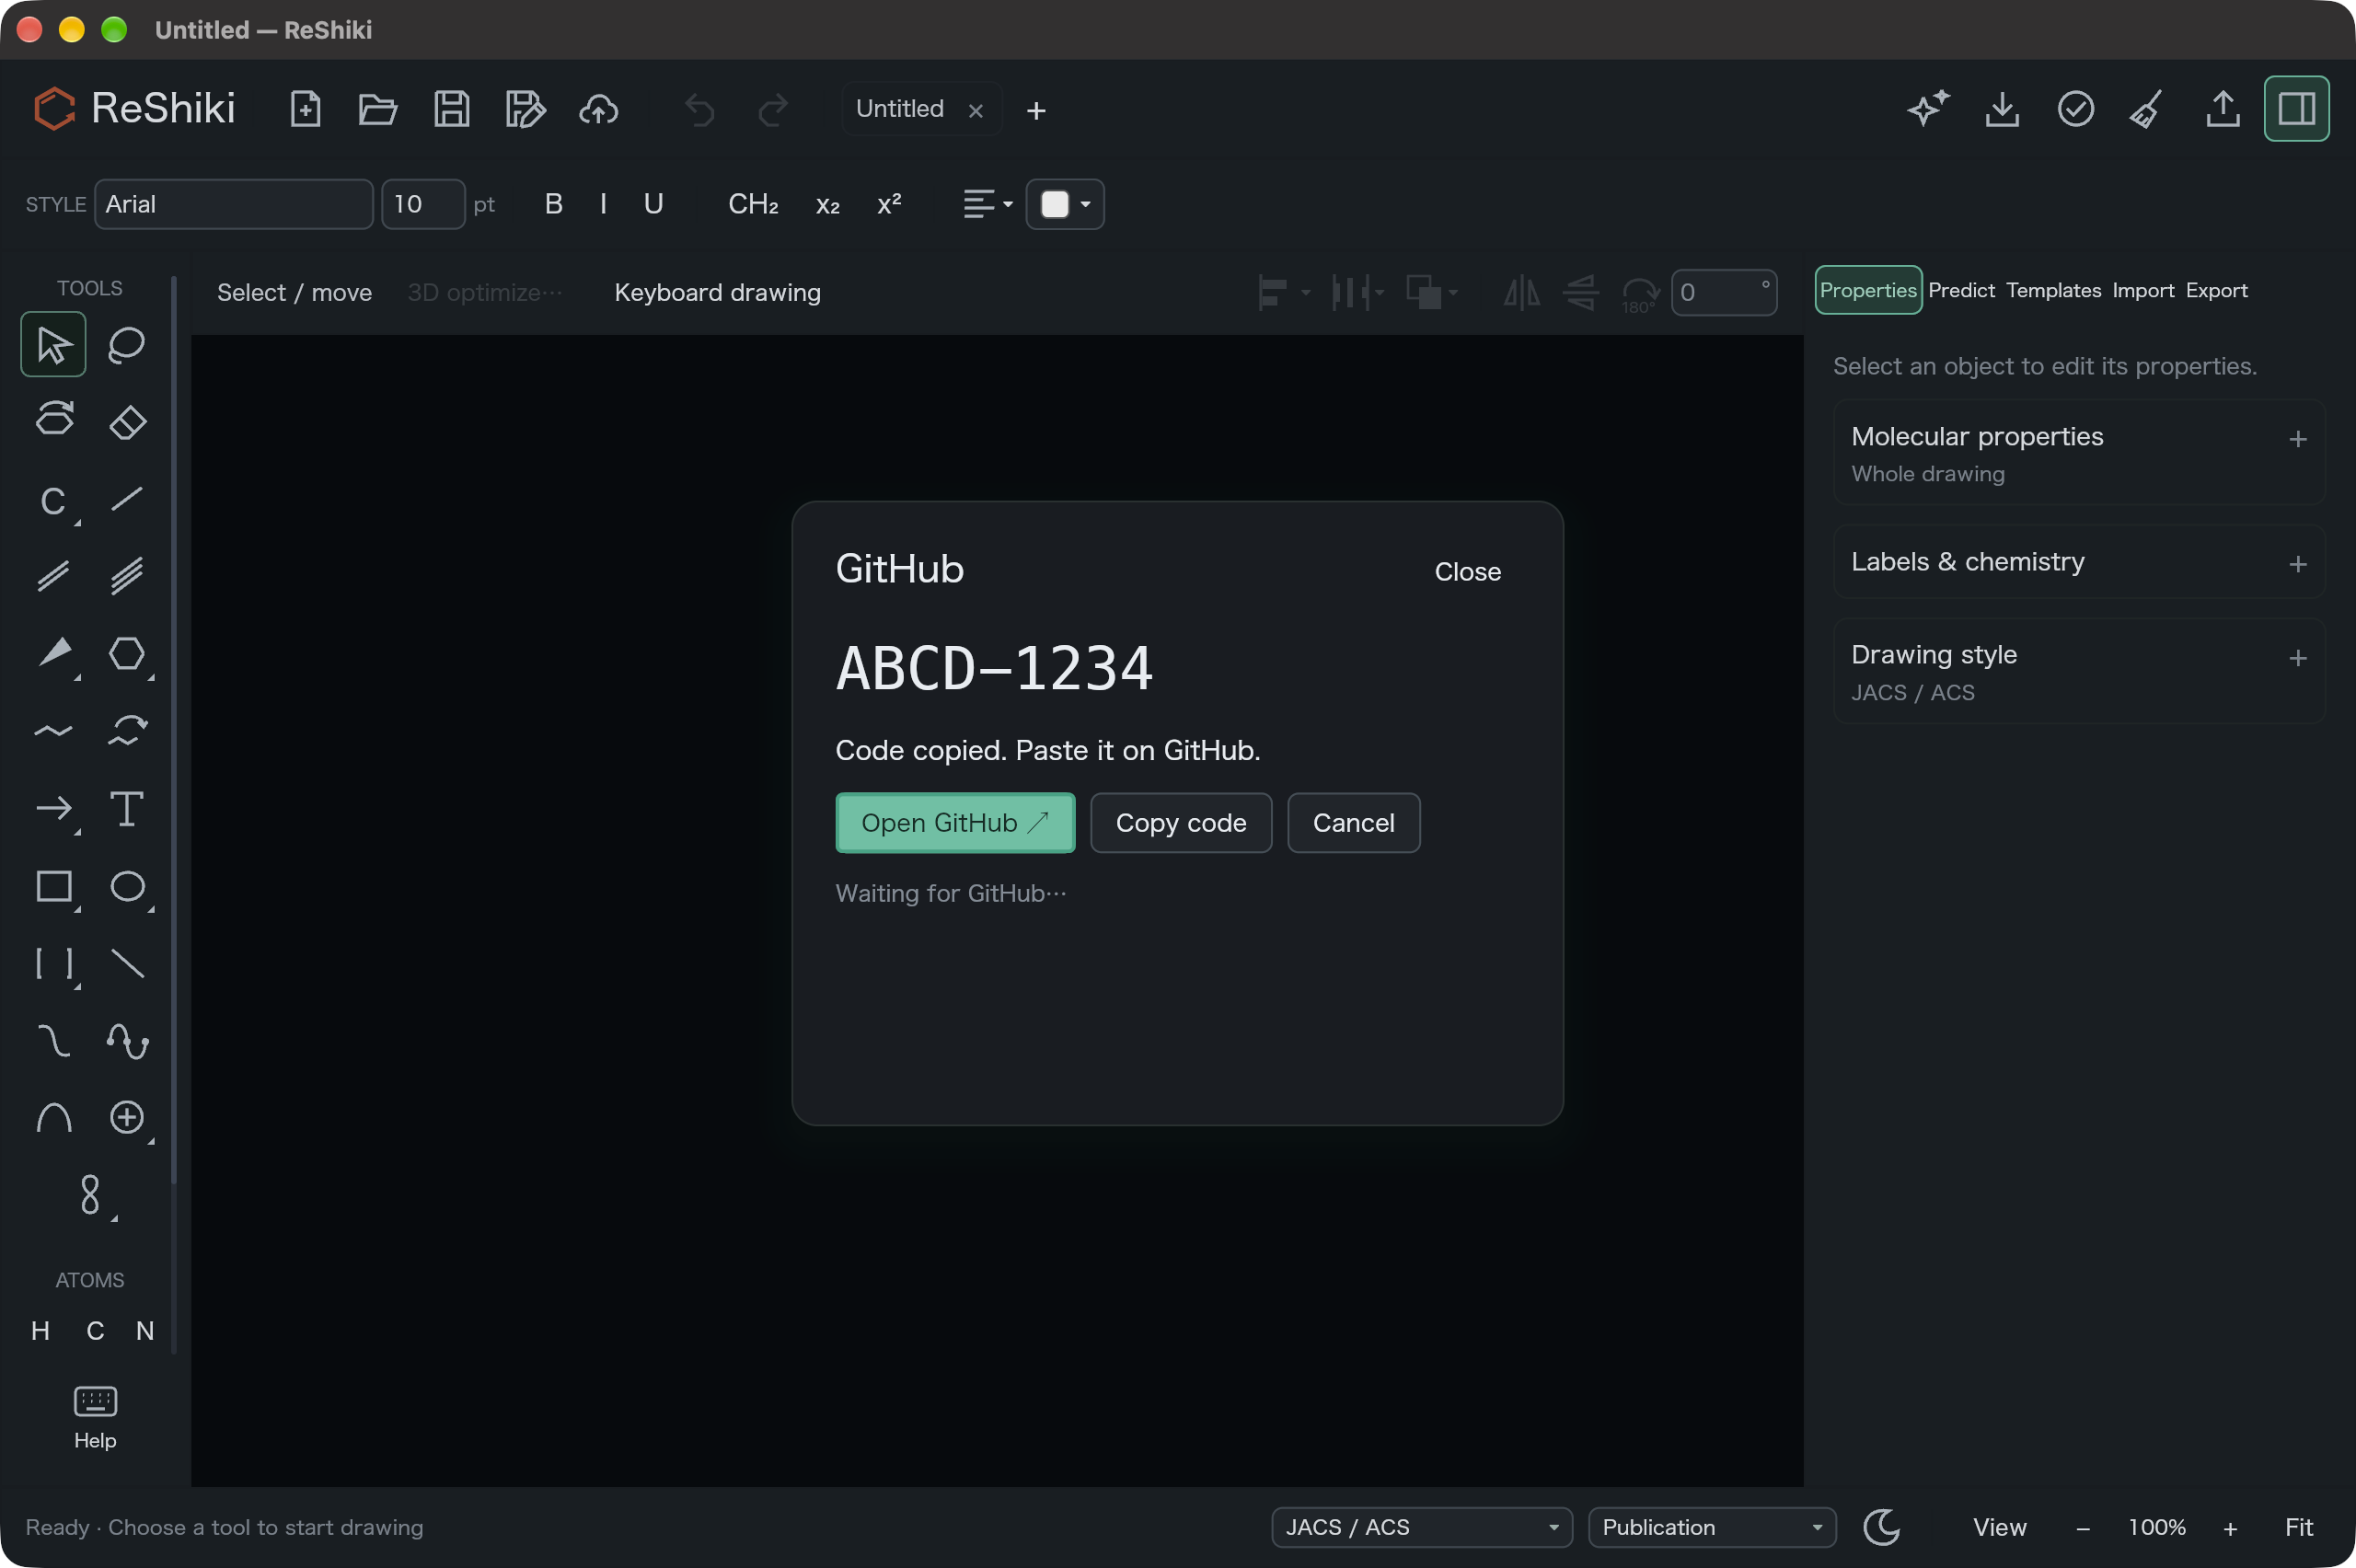 Untitled — ReShiki
ReShiki
Untitled ×
+
STYLE Arial 10 pt B I U CH₂ x₂ x²
TOOLS
Select / move 3D optimize··· Keyboard drawing
180°
0 °
Properties Predict Templates Import Export
Select an object to edit its properties.
Molecular properties +
Whole drawing
Labels & chemistry +
Drawing style +
JACS / ACS
C
T
GitHub
Close
ABCD–1234
Code copied. Paste it on GitHub.
Open GitHub ↗ Copy code Cancel
Waiting for GitHub···
ATOMS
H C N
Help
Ready · Choose a tool to start drawing
JACS / ACS Publication View − 100% + Fit